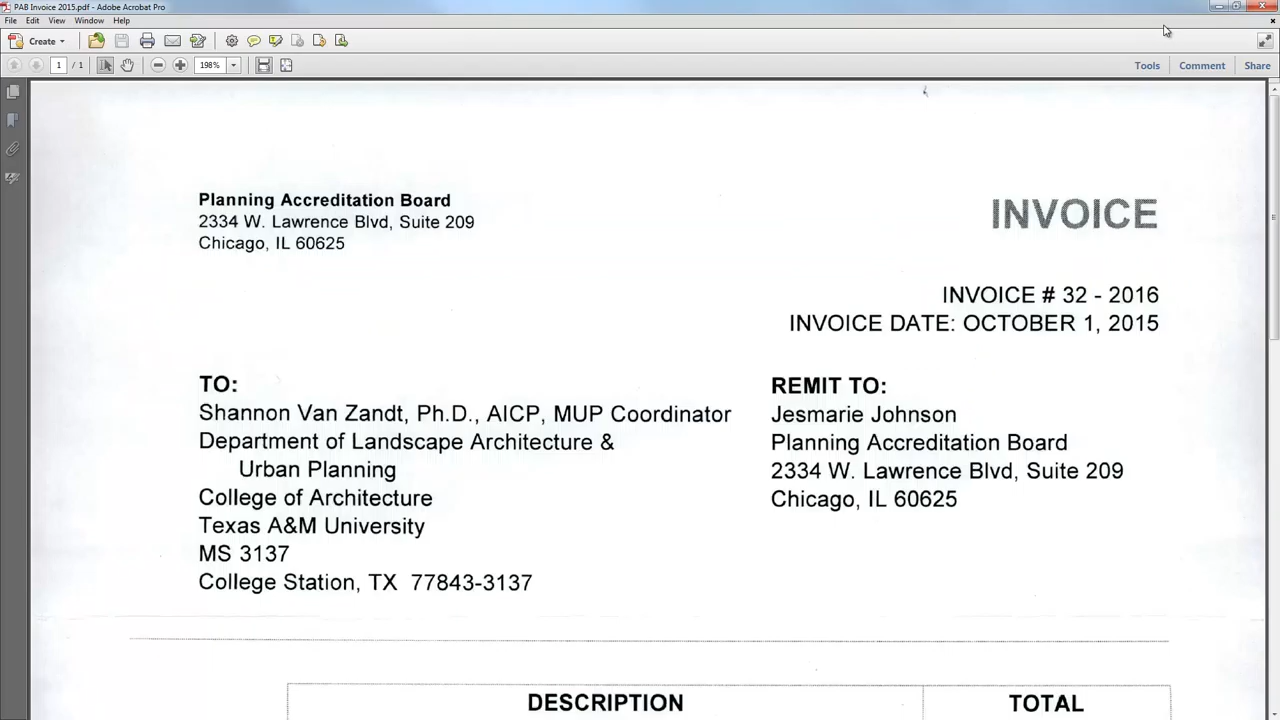 PAB Invoice 2015.pdf - Adobe Acrobat Pro
File Edit View Window Help
Create
1 / 1 198% Tools Comment Share
Planning Accreditation Board
2334 W. Lawrence Blvd, Suite 209
Chicago, IL 60625
INVOICE
INVOICE # 32 - 2016
INVOICE DATE: OCTOBER 1, 2015
TO:
Shannon Van Zandt, Ph.D., AICP, MUP Coordinator
Department of Landscape Architecture &
Urban Planning
College of Architecture
Texas A&M University
MS 3137
College Station, TX 77843-3137
REMIT TO:
Jesmarie Johnson
Planning Accreditation Board
2334 W. Lawrence Blvd, Suite 209
Chicago, IL 60625
DESCRIPTION TOTAL